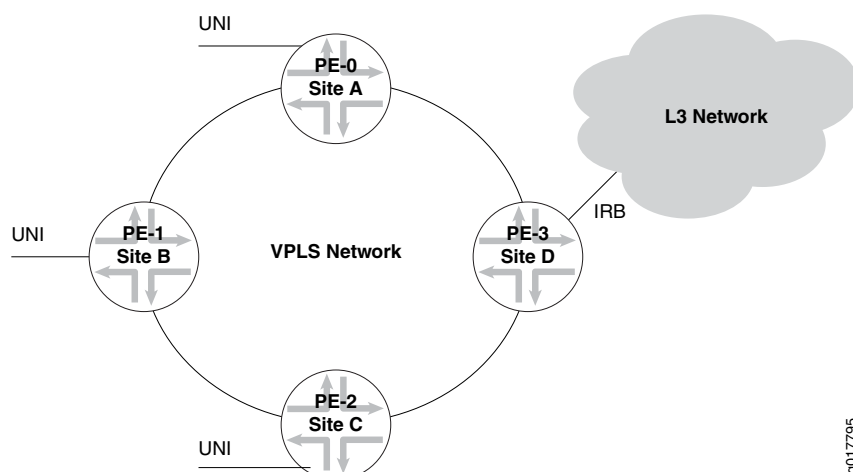 UNI
PE-0
Site A
L3 Network
IRB
UNI
PE-1
Site B
VPLS Network
PE-3
Site D
PE-2
Site C
UNI
g017795